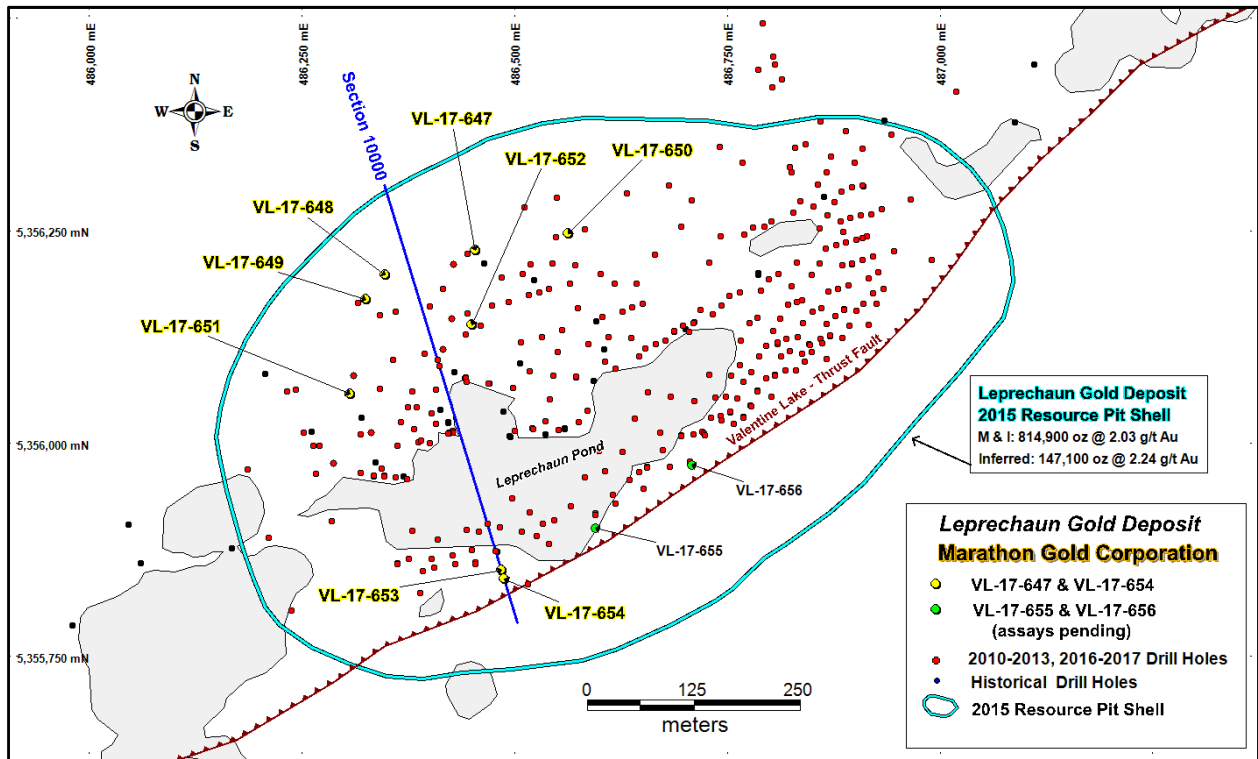 486,000 mE
486,250 mE
486,500 mE
486,750 mE
487,000 mE
N
W E
S
Section 10000
VL-17-647
VL-17-652
VL-17-650
VL-17-648
5,356,250 mN
VL-17-649
VL-17-651
Valentine Lake - Thrust Fault
Leprechaun Gold Deposit
2015 Resource Pit Shell
M & I: 814,900 oz @ 2.03 g/t Au
Inferred: 147,100 oz @ 2.24 g/t Au
5,356,000 mN
Leprechaun Pond
VL-17-656
VL-17-655
VL-17-653
VL-17-654
5,355,750 mN
0 125 250
meters
Leprechaun Gold Deposit
Marathon Gold Corporation
VL-17-647 & VL-17-654
VL-17-655 & VL-17-656
(assays pending)
2010-2013, 2016-2017 Drill Holes
Historical Drill Holes
2015 Resource Pit Shell